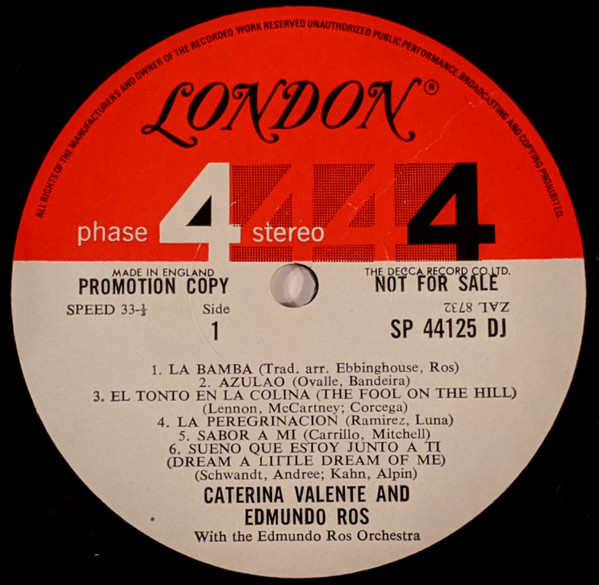 ALL RIGHTS OF THE MANUFACTURERS AND OWNER OF THE RECORDED WORK RESERVED UNAUTHORIZED PUBLIC PERFORMANCE, BROADCASTING AND COPYING PROHIBITED.
LONDON®
phase 4 stereo 4 4 4
MADE IN ENGLAND THE DECCA RECORD CO. LTD.
PROMOTION COPY NOT FOR SALE
SPEED 33-⅓ Side ZAL 8732
1 SP 44125 DJ
1. LA BAMBA (Trad. arr. Ebbinghouse, Ros)
2. AZULAO (Ovalle, Bandeira)
3. EL TONTO EN LA COLINA (THE FOOL ON THE HILL)
(Lennon, McCartney; Corcega)
4. LA PEREGRINACION (Ramirez, Luna)
5. SABOR A MI (Carrillo, Mitchell)
6. SUENO QUE ESTOY JUNTO A TI
(DREAM A LITTLE DREAM OF ME)
(Schwandt, Andree; Kahn, Alpin)
CATERINA VALENTE AND
EDMUNDO ROS
With the Edmundo Ros Orchestra